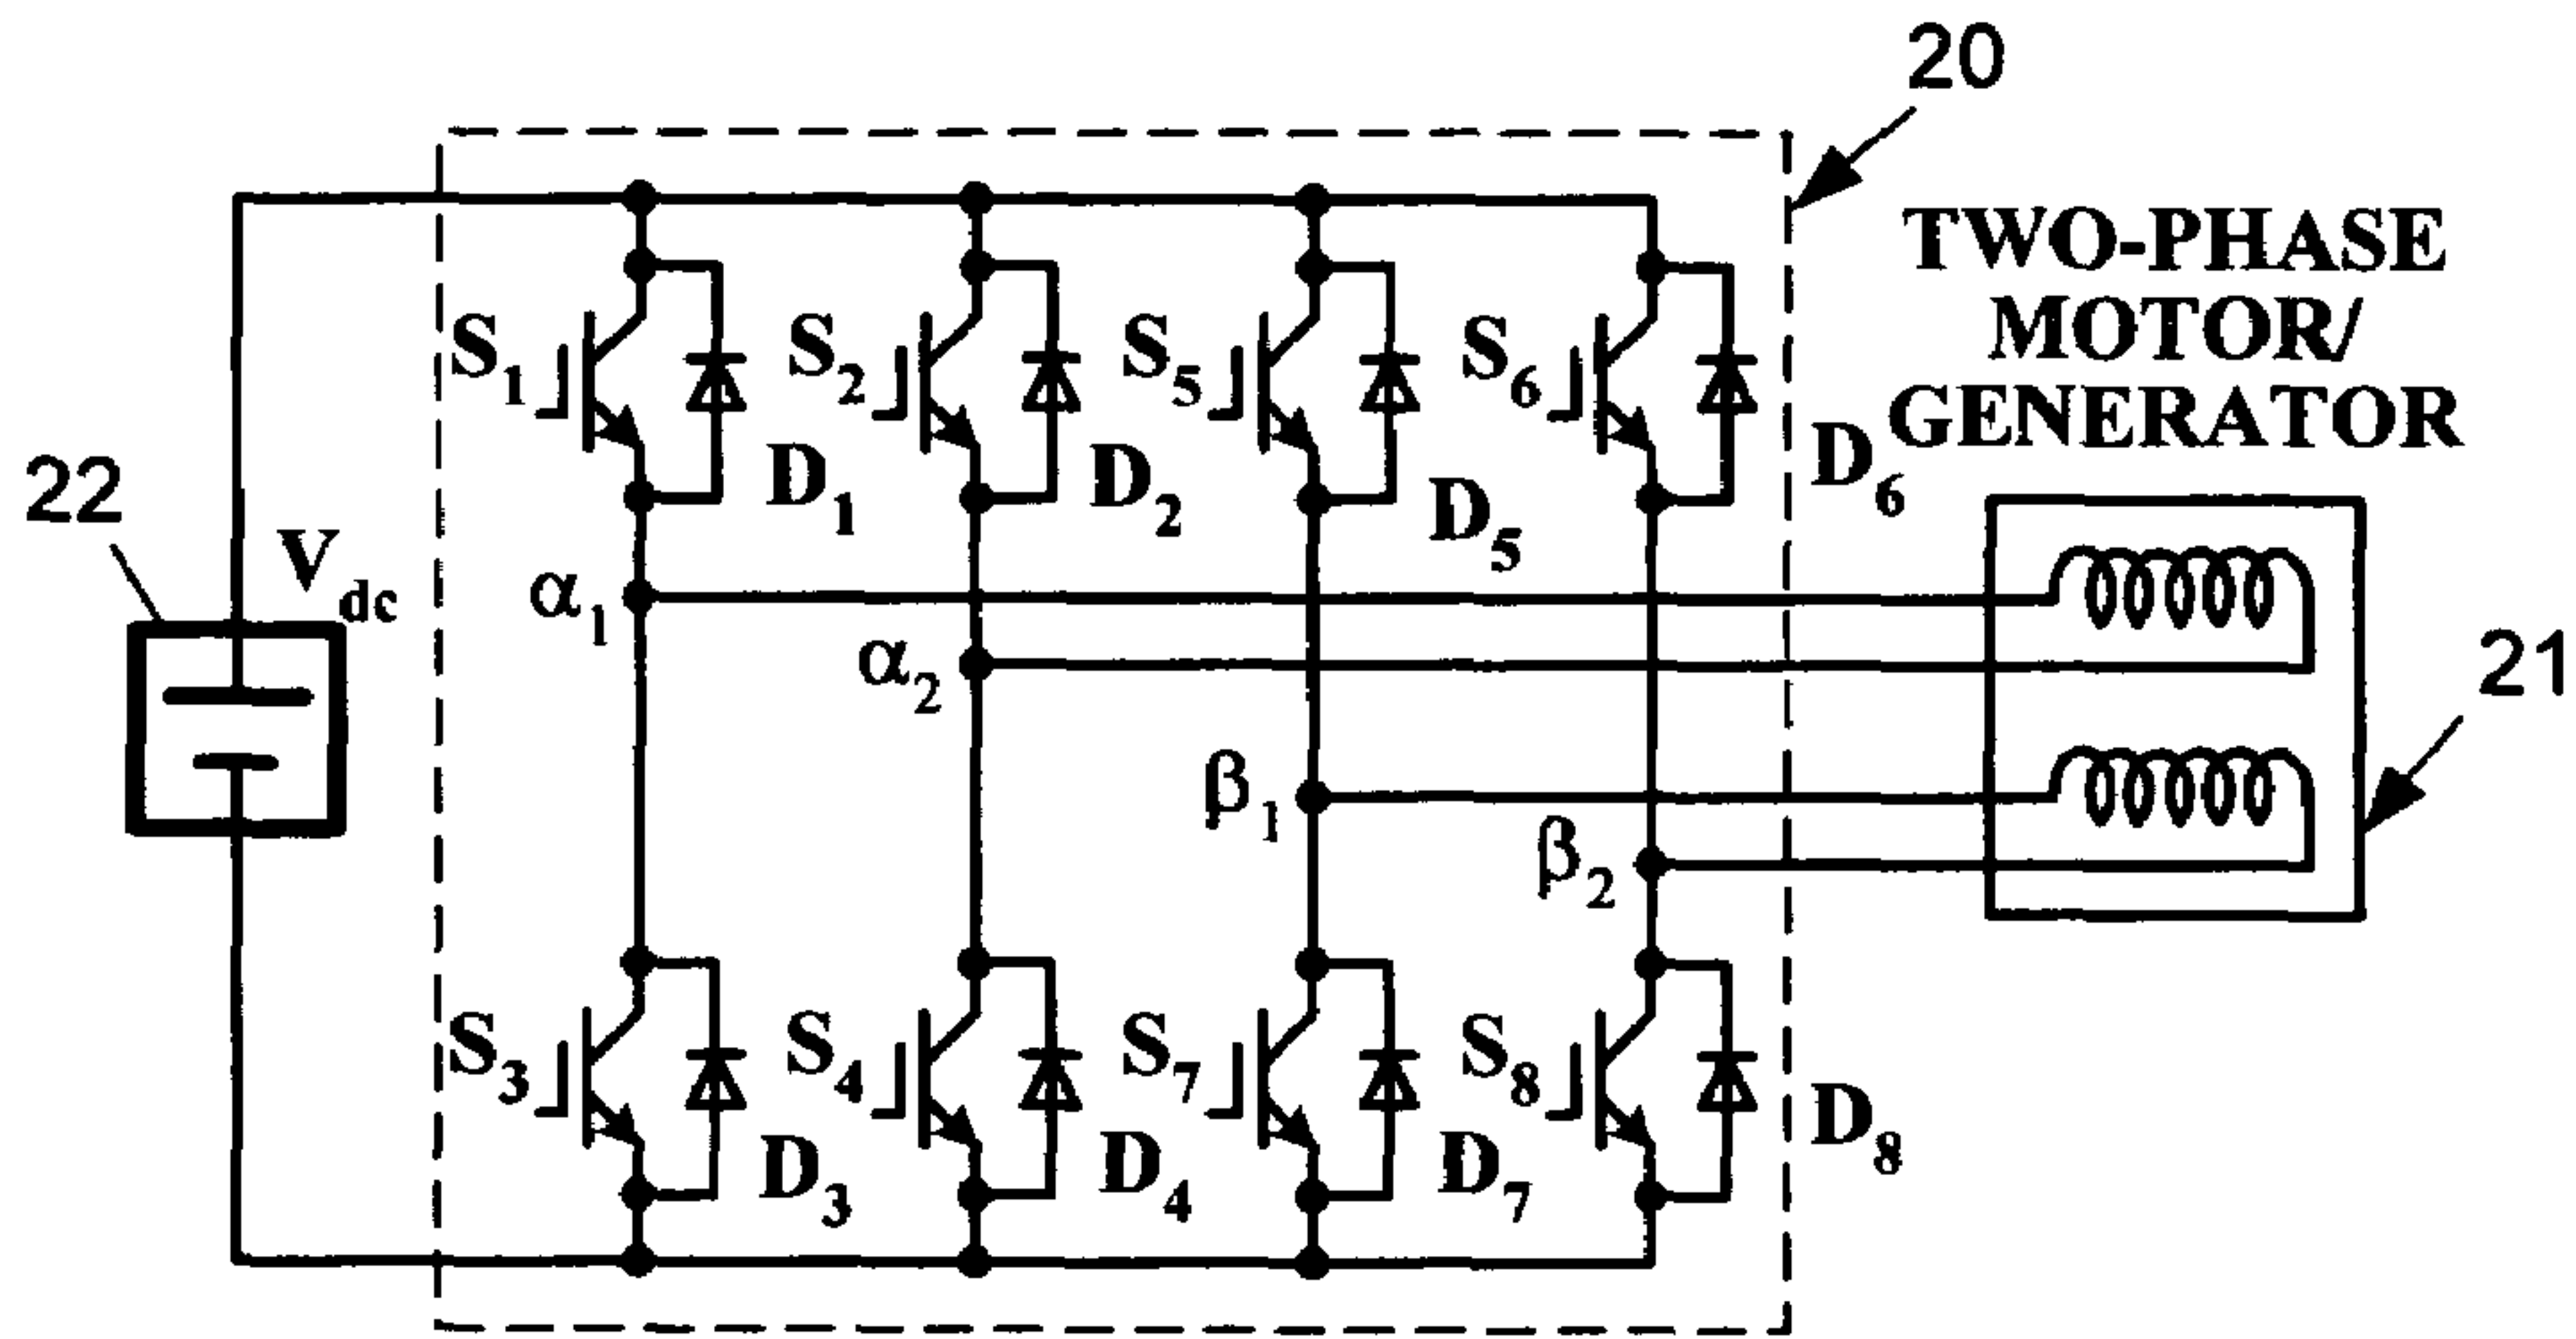 20
TWO-PHASE
MOTOR/
GENERATOR
S1
S2
S5
S6
D1
D2
D5
D6
22
Vdc
α1
α2
21
β1
β2
S3
S4
S7
S8
D3
D4
D7
D8